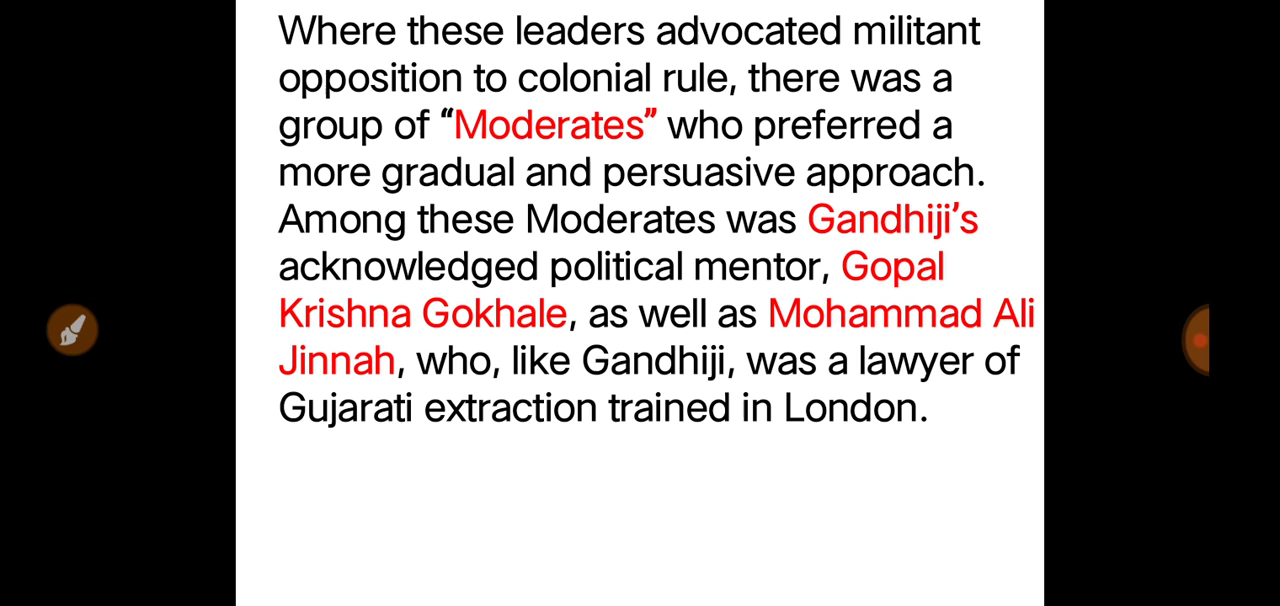 Where these leaders advocated militant
opposition to colonial rule, there was a
group of “Moderates” who preferred a
more gradual and persuasive approach.
Among these Moderates was Gandhiji’s
acknowledged political mentor, Gopal
Krishna Gokhale, as well as Mohammad Ali
Jinnah, who, like Gandhiji, was a lawyer of
Gujarati extraction trained in London.